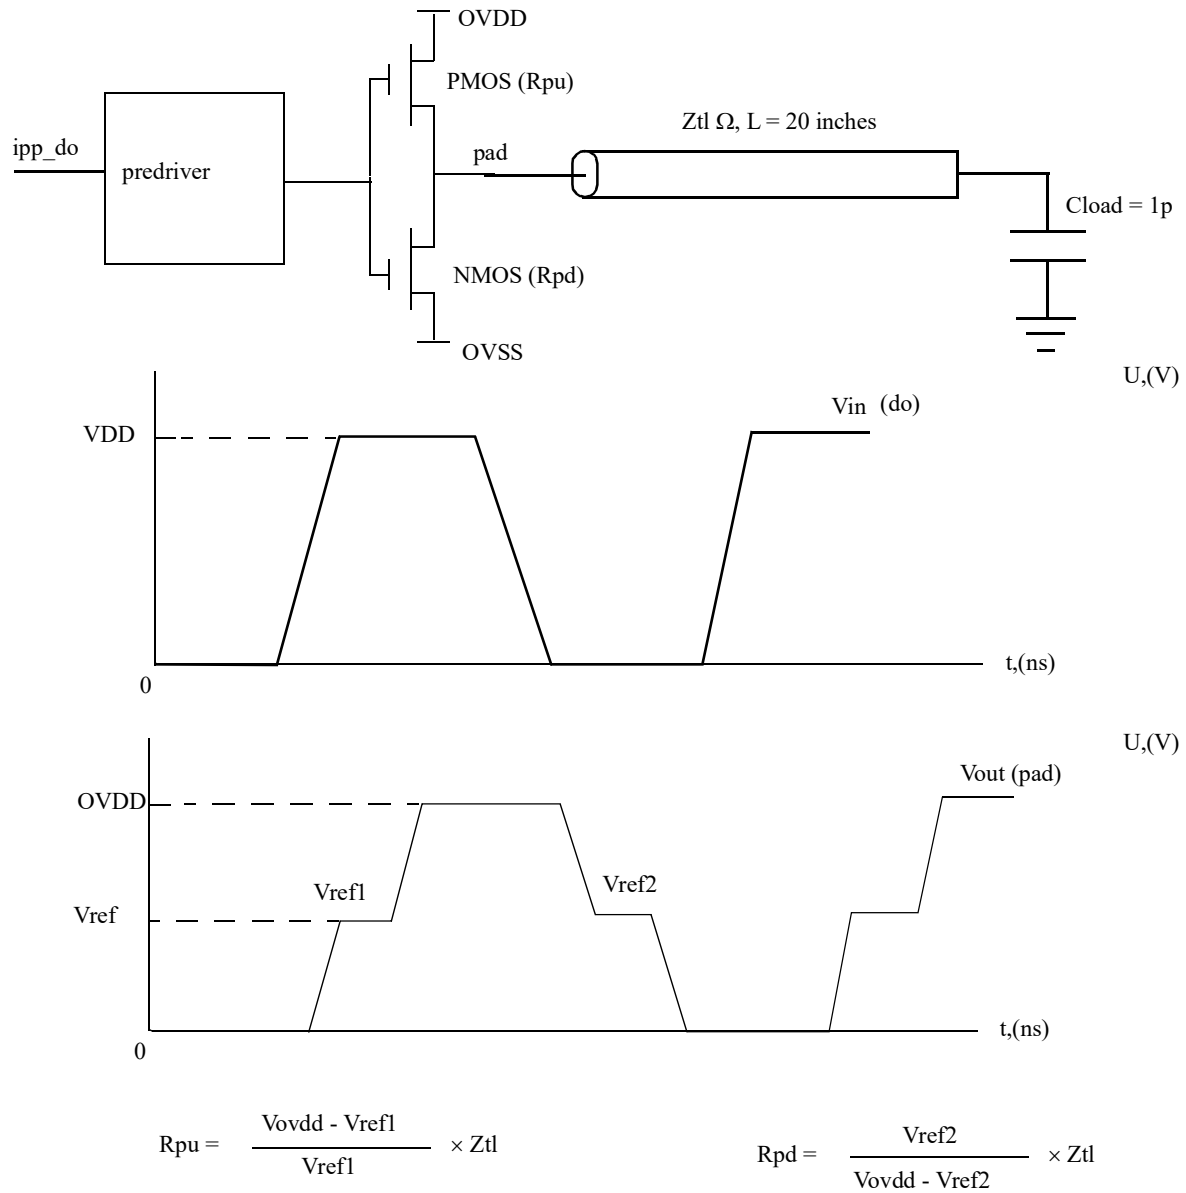 OVDD
PMOS (Rpu)
Ztl Ω, L = 20 inches
ipp_do
predriver
pad
Cload = 1p
NMOS (Rpd)
OVSS
U,(V)
Vin (do)
VDD
t,(ns)
0
U,(V)
Vout (pad)
OVDD
Vref1
Vref2
Vref
t,(ns)
0
Rpu = Vovdd - Vref1 / Vref1 × Ztl
Rpd = Vref2 / Vovdd - Vref2 × Ztl